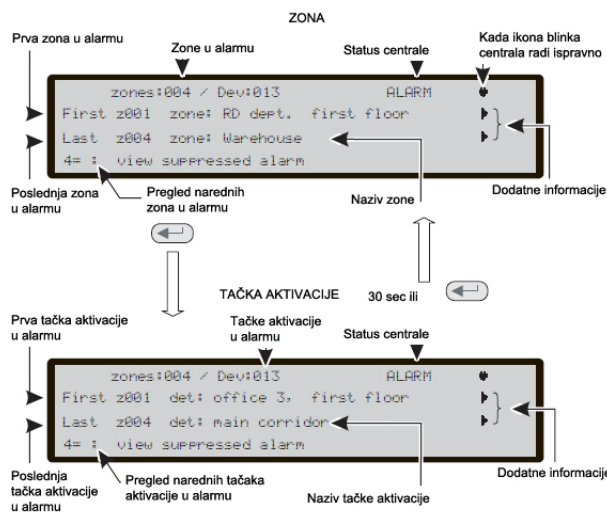 ZONA
Prva zona u alarmu
Zone u alarmu
Status centrale
Kada ikona blinka
centrala radi ispravno
zones:004 / Dev:013 ALARM
First z001 zone: RD dept. first floor
Last z004 zone: Warehouse
4= : view suppressed alarm
Poslednja zona
u alarmu
Pregled narednih
zona u alarmu
Naziv zone
Dodatne informacije
TAČKA AKTIVACIJE
30 sec ili
Prva tačka aktivacije
u alarmu
Tačke aktivacije
u alarmu
Status centrale
zones:004 / Dev:013 ALARM
First z001 det: office 3, first floor
Last z004 det: main corridor
4= : view suppressed alarm
Poslednja
tačka aktivacije
u alarmu
Pregled narednih tačaka
aktivacije u alarmu
Naziv tačke aktivacije
Dodatne informacije